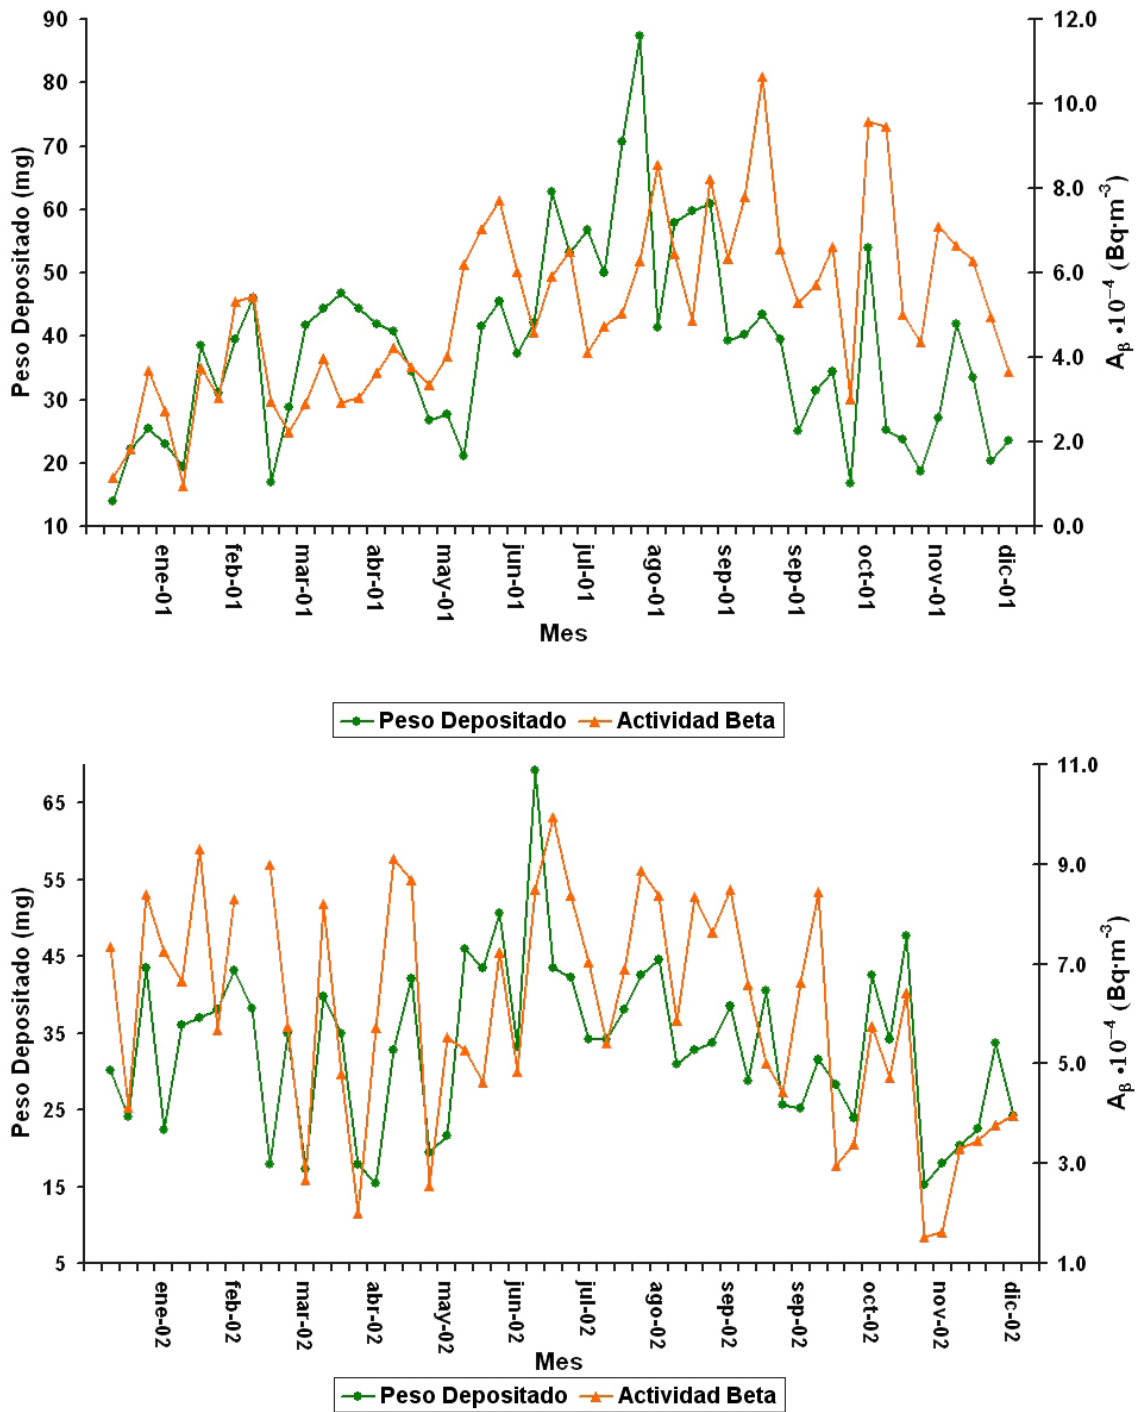 90
80
70
60
50
40
30
20
10
Peso Depositado (mg)
12.0
10.0
8.0
6.0
4.0
2.0
0.0
Aβ •10⁻⁴ (Bq·m⁻³)
ene-01
feb-01
mar-01
abr-01
may-01
jun-01
jul-01
ago-01
sep-01
sep-01
oct-01
nov-01
dic-01
Mes
Peso Depositado Actividad Beta
65
55
45
35
25
15
5
Peso Depositado (mg)
11.0
9.0
7.0
5.0
3.0
1.0
Aβ •10⁻⁴ (Bq·m⁻³)
ene-02
feb-02
mar-02
abr-02
may-02
jun-02
jul-02
ago-02
sep-02
sep-02
oct-02
nov-02
dic-02
Mes
Peso Depositado Actividad Beta